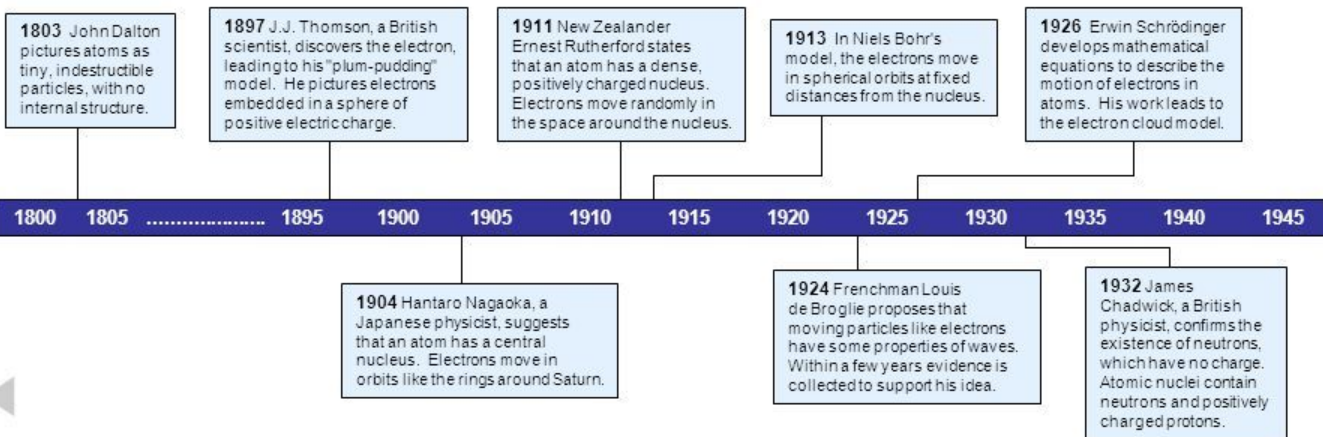 1803 John Dalton
pictures atoms as
tiny, indestructible
particles, with no
internal structure.
1897 J.J. Thomson, a British
scientist, discovers the electron,
leading to his "plum-pudding"
model. He pictures electrons
embedded in a sphere of
positive electric charge.
1911 New Zealander
Ernest Rutherford states
that an atom has a dense,
positively charged nucleus.
Electrons move randomly in
the space around the nucleus.
1913 In Niels Bohr's
model, the electrons move
in spherical orbits at fixed
distances from the nucleus.
1926 Erwin Schrödinger
develops mathematical
equations to describe the
motion of electrons in
atoms. His work leads to
the electron cloud model.
1800 1805 ..................... 1895 1900 1905 1910 1915 1920 1925 1930 1935 1940 1945
1904 Hantaro Nagaoka, a
Japanese physicist, suggests
that an atom has a central
nucleus. Electrons move in
orbits like the rings around Saturn.
1924 Frenchman Louis
de Broglie proposes that
moving particles like electrons
have some properties of waves.
Within a few years evidence is
collected to support his idea.
1932 James
Chadwick, a British
physicist, confirms the
existence of neutrons,
which have no charge.
Atomic nuclei contain
neutrons and positively
charged protons.